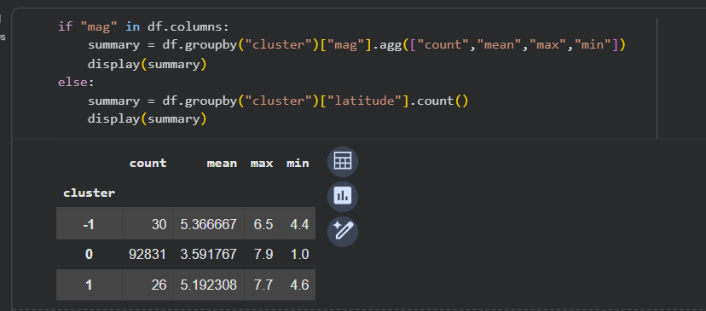 if "mag" in df.columns:
    summary = df.groupby("cluster")["mag"].agg(["count","mean","max","min"])
    display(summary)
else:
    summary = df.groupby("cluster")["latitude"].count()
    display(summary)
count mean max min
cluster
-1 30 5.366667 6.5 4.4
0 92831 3.591767 7.9 1.0
1 26 5.192308 7.7 4.6